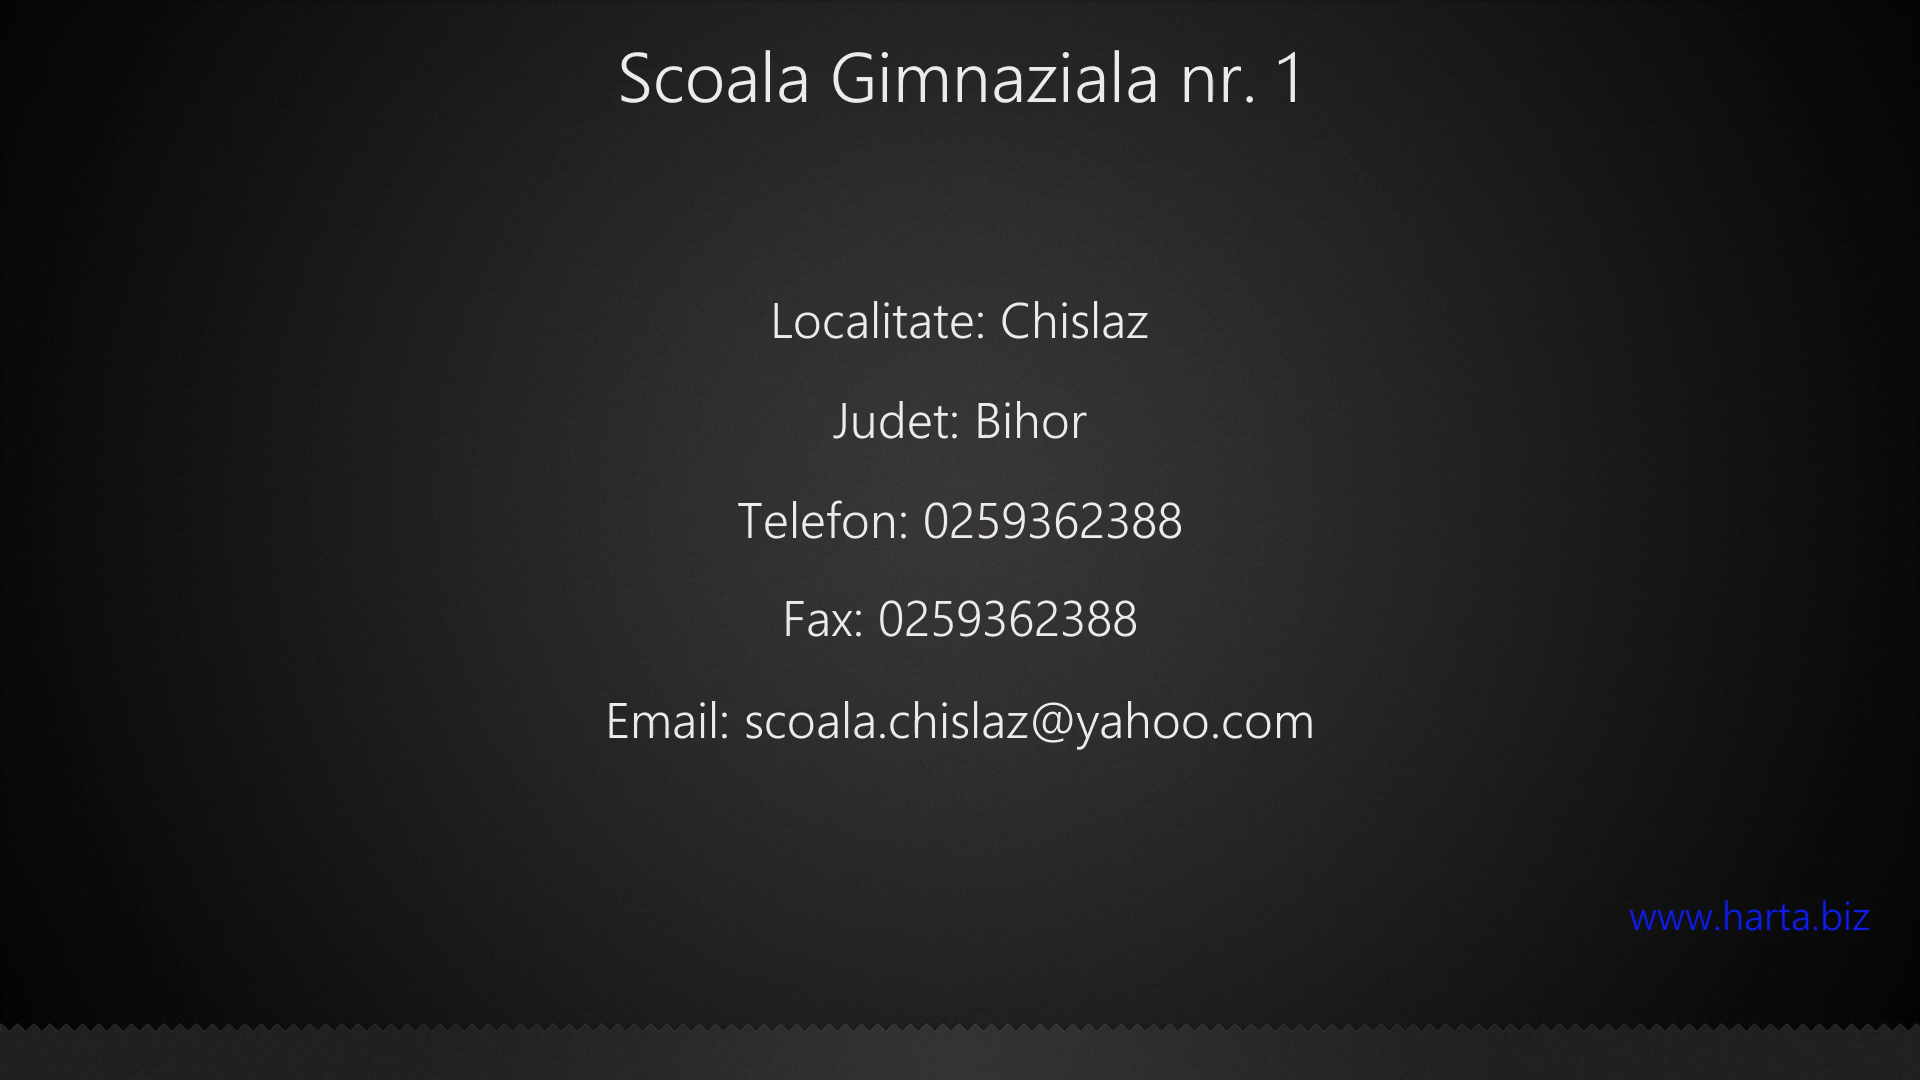 Scoala Gimnaziala nr. 1
Localitate: Chislaz
Judet: Bihor
Telefon: 0259362388
Fax: 0259362388
Email: scoala.chislaz@yahoo.com
www.harta.biz